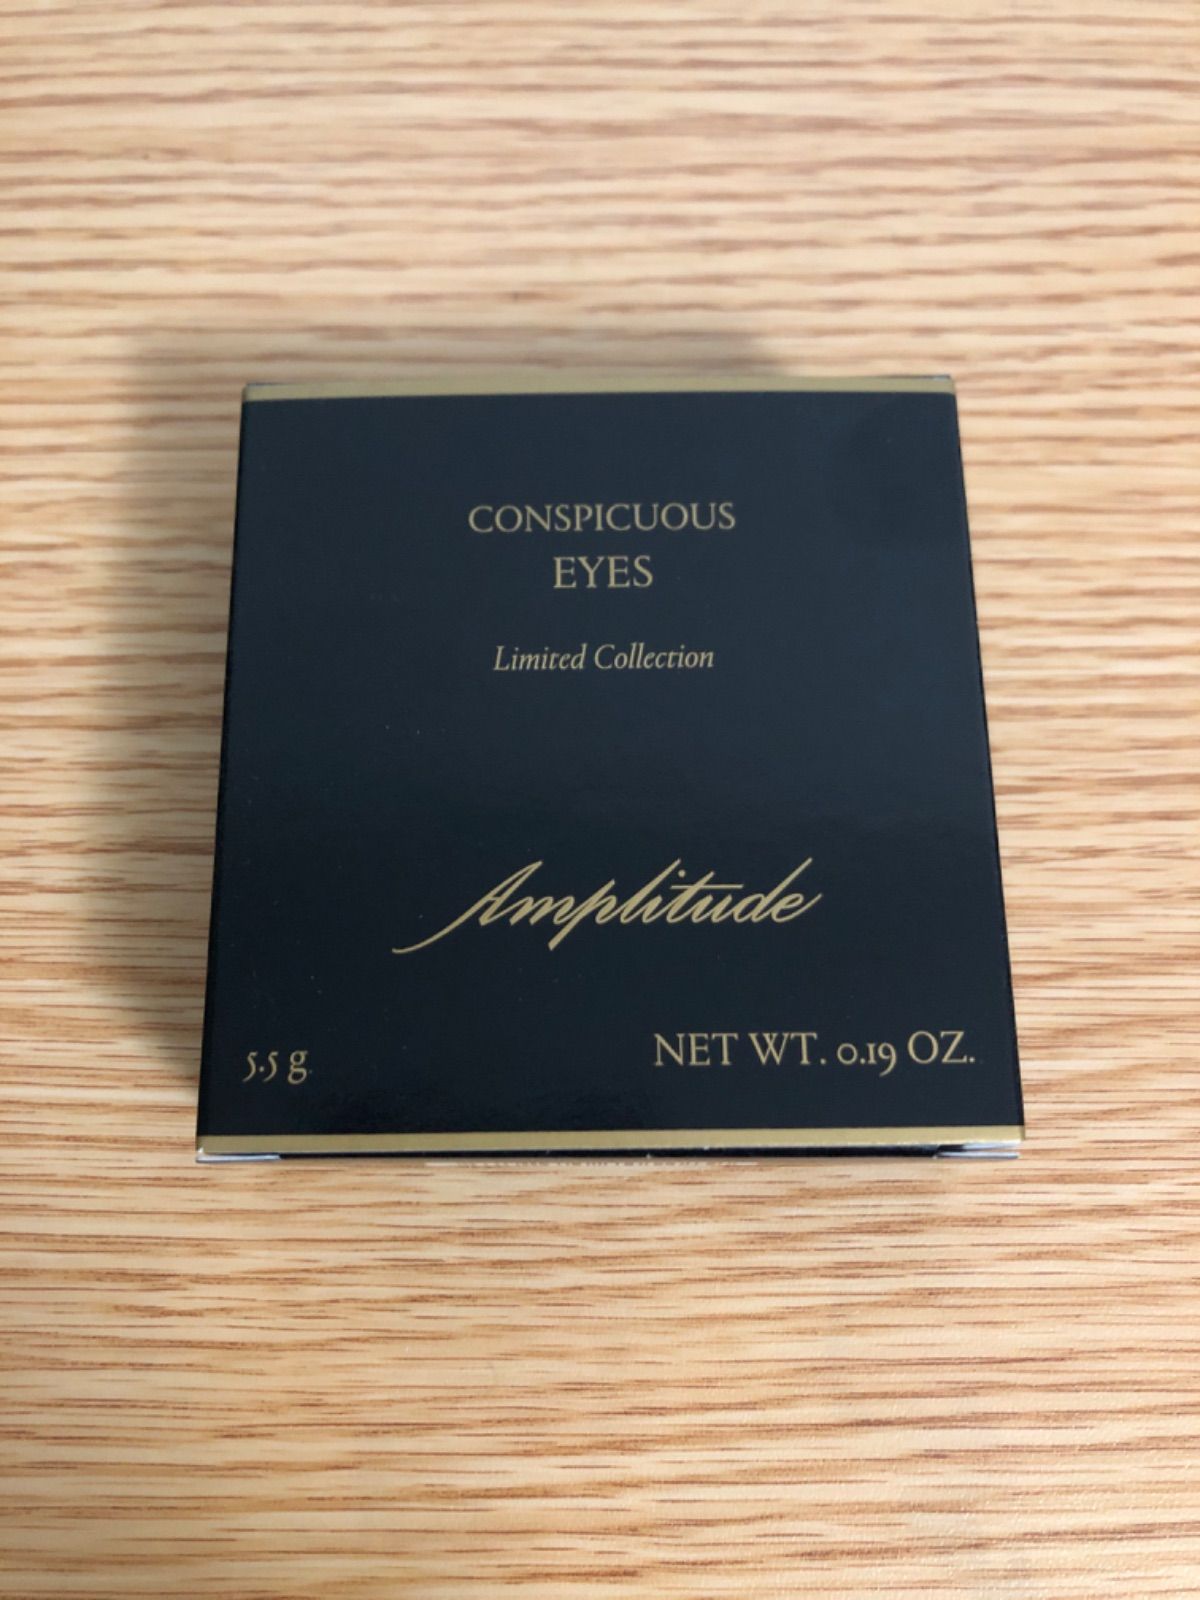 CONSPICUOUS
EYES
Limited Collection
Amplitude
5.5 g
NET WT. 0.19 OZ.